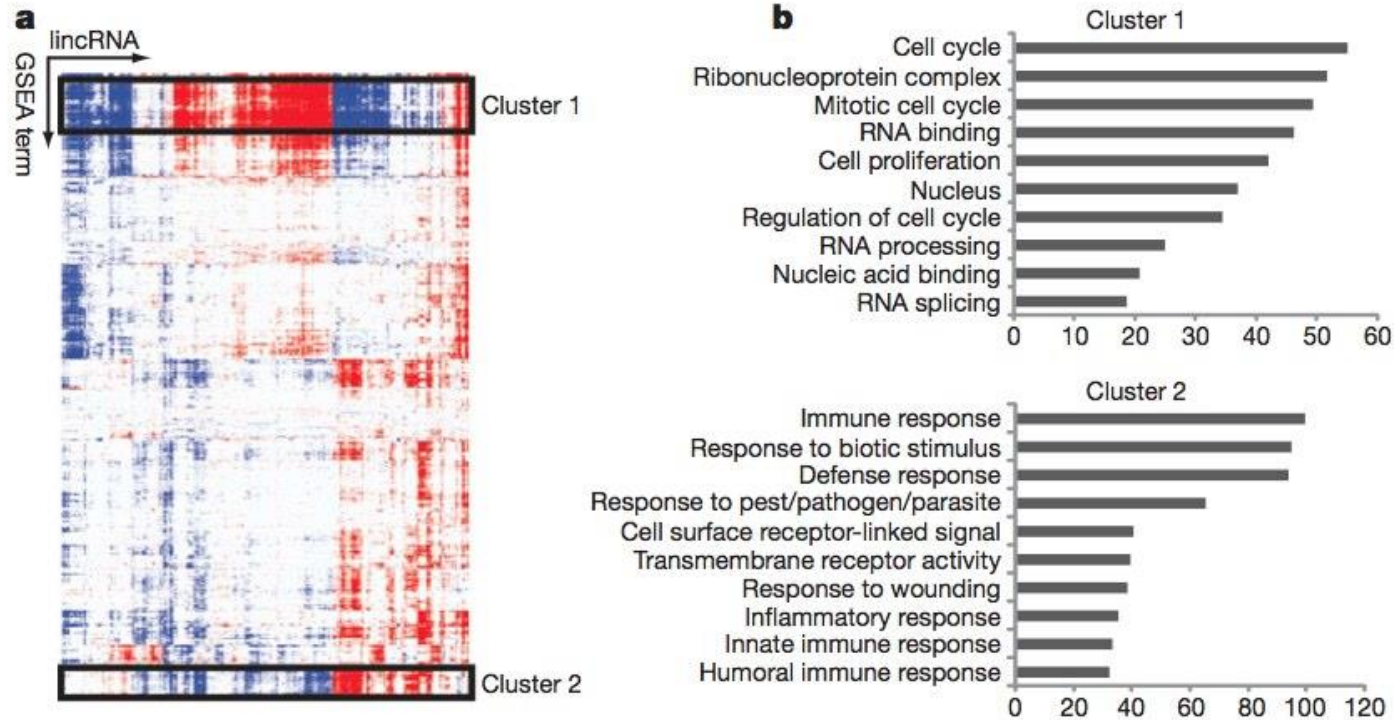 a
lincRNA
GSEA term
Cluster 1
Cluster 2
b
Cluster 1
Cell cycle
Ribonucleoprotein complex
Mitotic cell cycle
RNA binding
Cell proliferation
Nucleus
Regulation of cell cycle
RNA processing
Nucleic acid binding
RNA splicing
0 10 20 30 40 50 60
Cluster 2
Immune response
Response to biotic stimulus
Defense response
Response to pest/pathogen/parasite
Cell surface receptor-linked signal
Transmembrane receptor activity
Response to wounding
Inflammatory response
Innate immune response
Humoral immune response
0 20 40 60 80 100 120